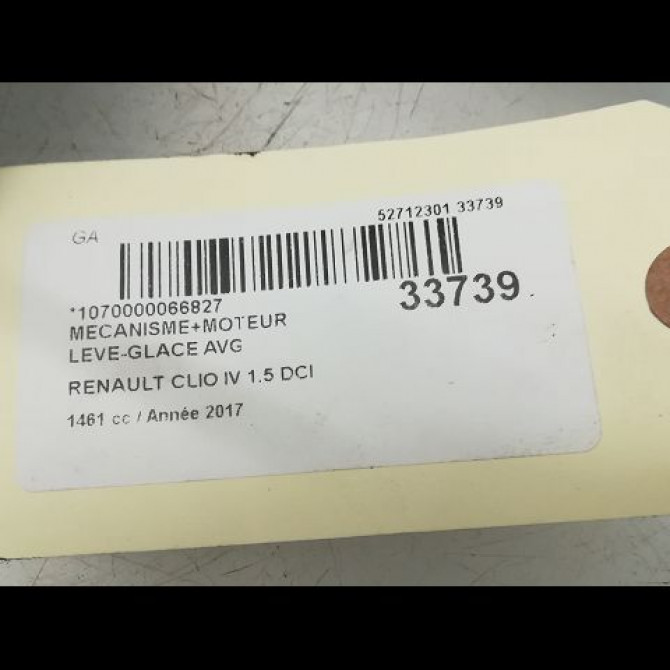 GA
52712301 33739
*1070000066827
33739
MECANISME+MOTEUR
LEVE-GLACE AVG
RENAULT CLIO IV 1.5 DCI
1461 cc / Année 2017